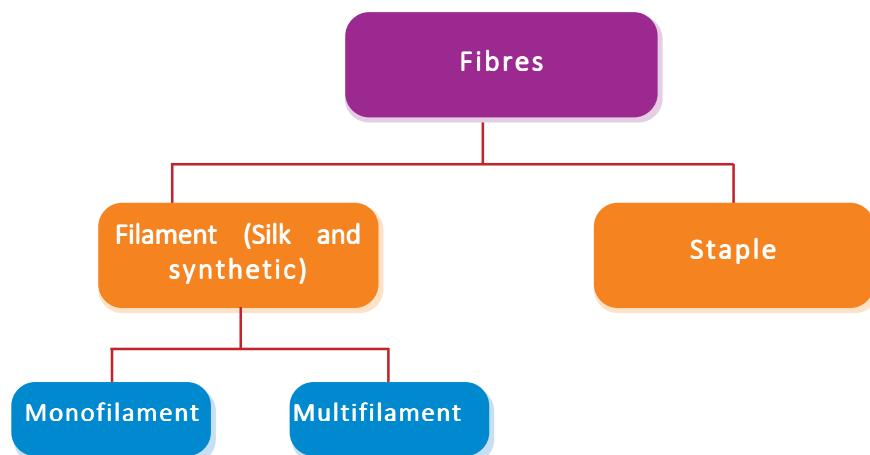 Fibres
Filament (Silk and
synthetic)
Staple
Monofilament
Multifilament